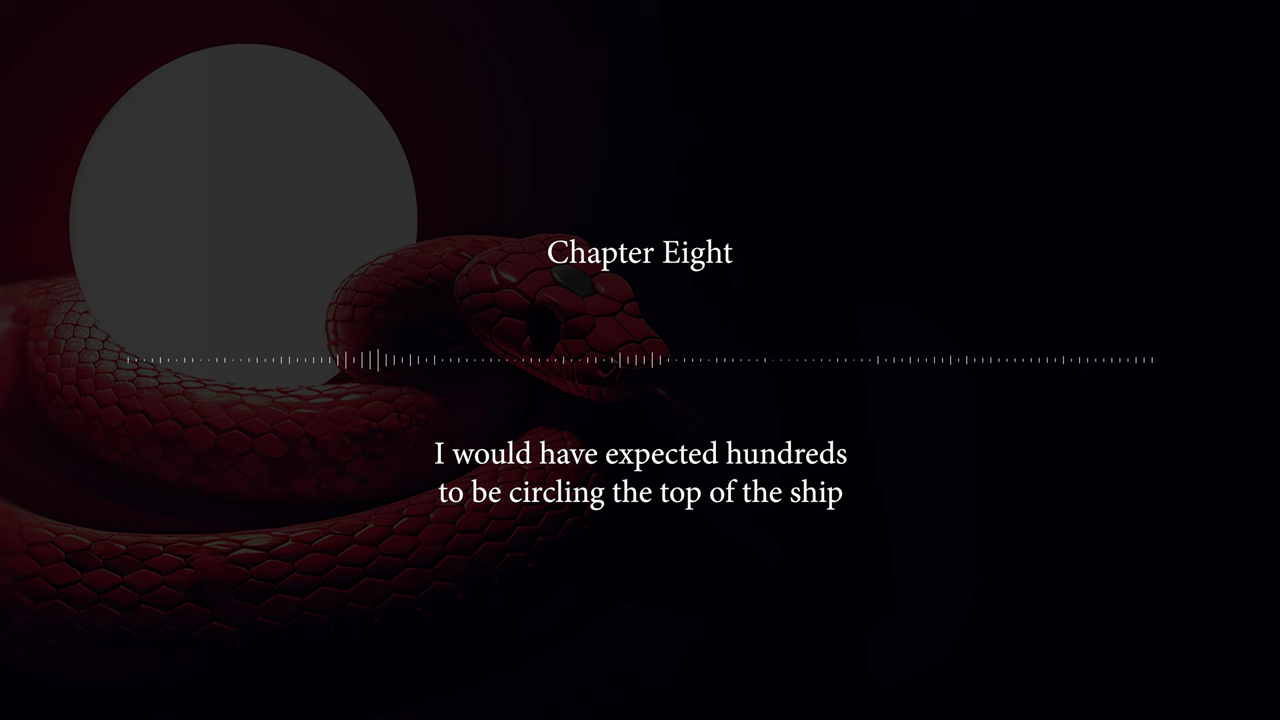 Chapter Eight
I would have expected hundreds
to be circling the top of the ship